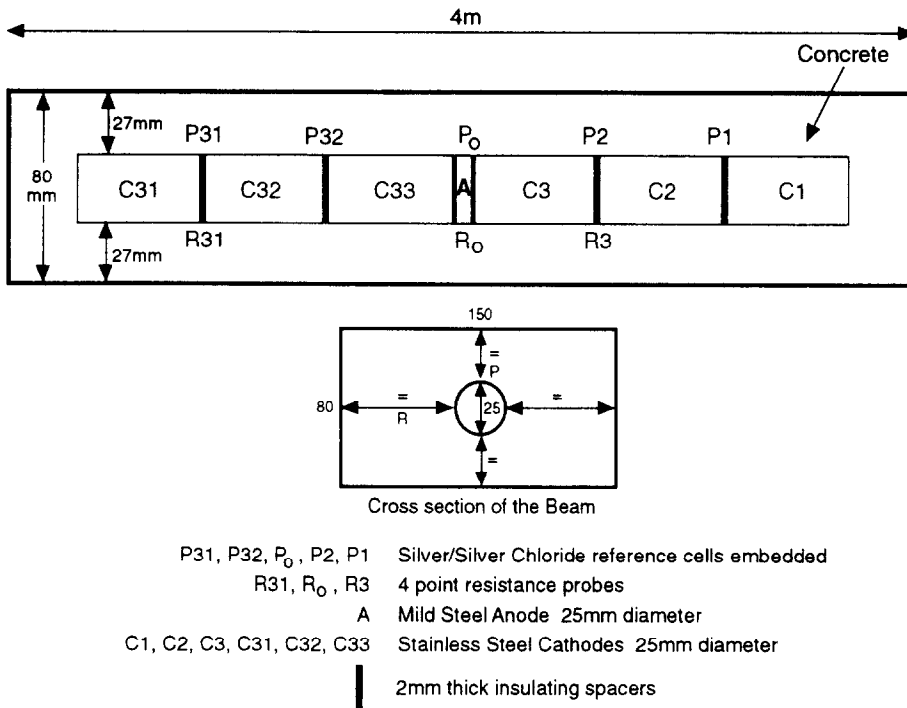 4m
Concrete
27mm P31 P32 Po P2 P1
80 mm
C31 C32 C33 A C3 C2 C1
R31 Ro R3
27mm
150
=
P
80 = R 25 =
=
Cross section of the Beam
P31, P32, Po, P2, P1 Silver/Silver Chloride reference cells embedded
R31, Ro, R3 4 point resistance probes
A Mild Steel Anode 25mm diameter
C1, C2, C3, C31, C32, C33 Stainless Steel Cathodes 25mm diameter
2mm thick insulating spacers